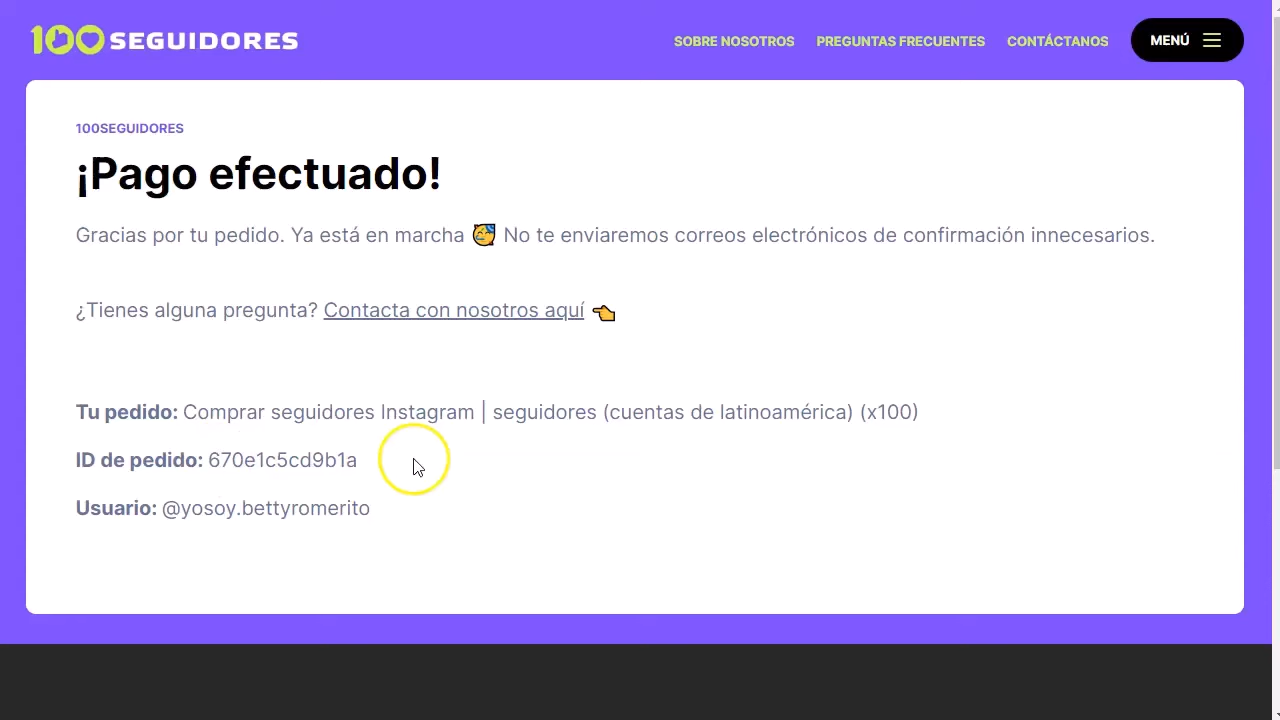 100SEGUIDORES
SOBRE NOSOTROS PREGUNTAS FRECUENTES CONTÁCTANOS MENÚ
100SEGUIDORES
¡Pago efectuado!
Gracias por tu pedido. Ya está en marcha 🥳 No te enviaremos correos electrónicos de confirmación innecesarios.
¿Tienes alguna pregunta? Contacta con nosotros aquí 👈
Tu pedido: Comprar seguidores Instagram | seguidores (cuentas de latinoamérica) (x100)
ID de pedido: 670e1c5cd9b1a
Usuario: @yosoy.bettyromerito